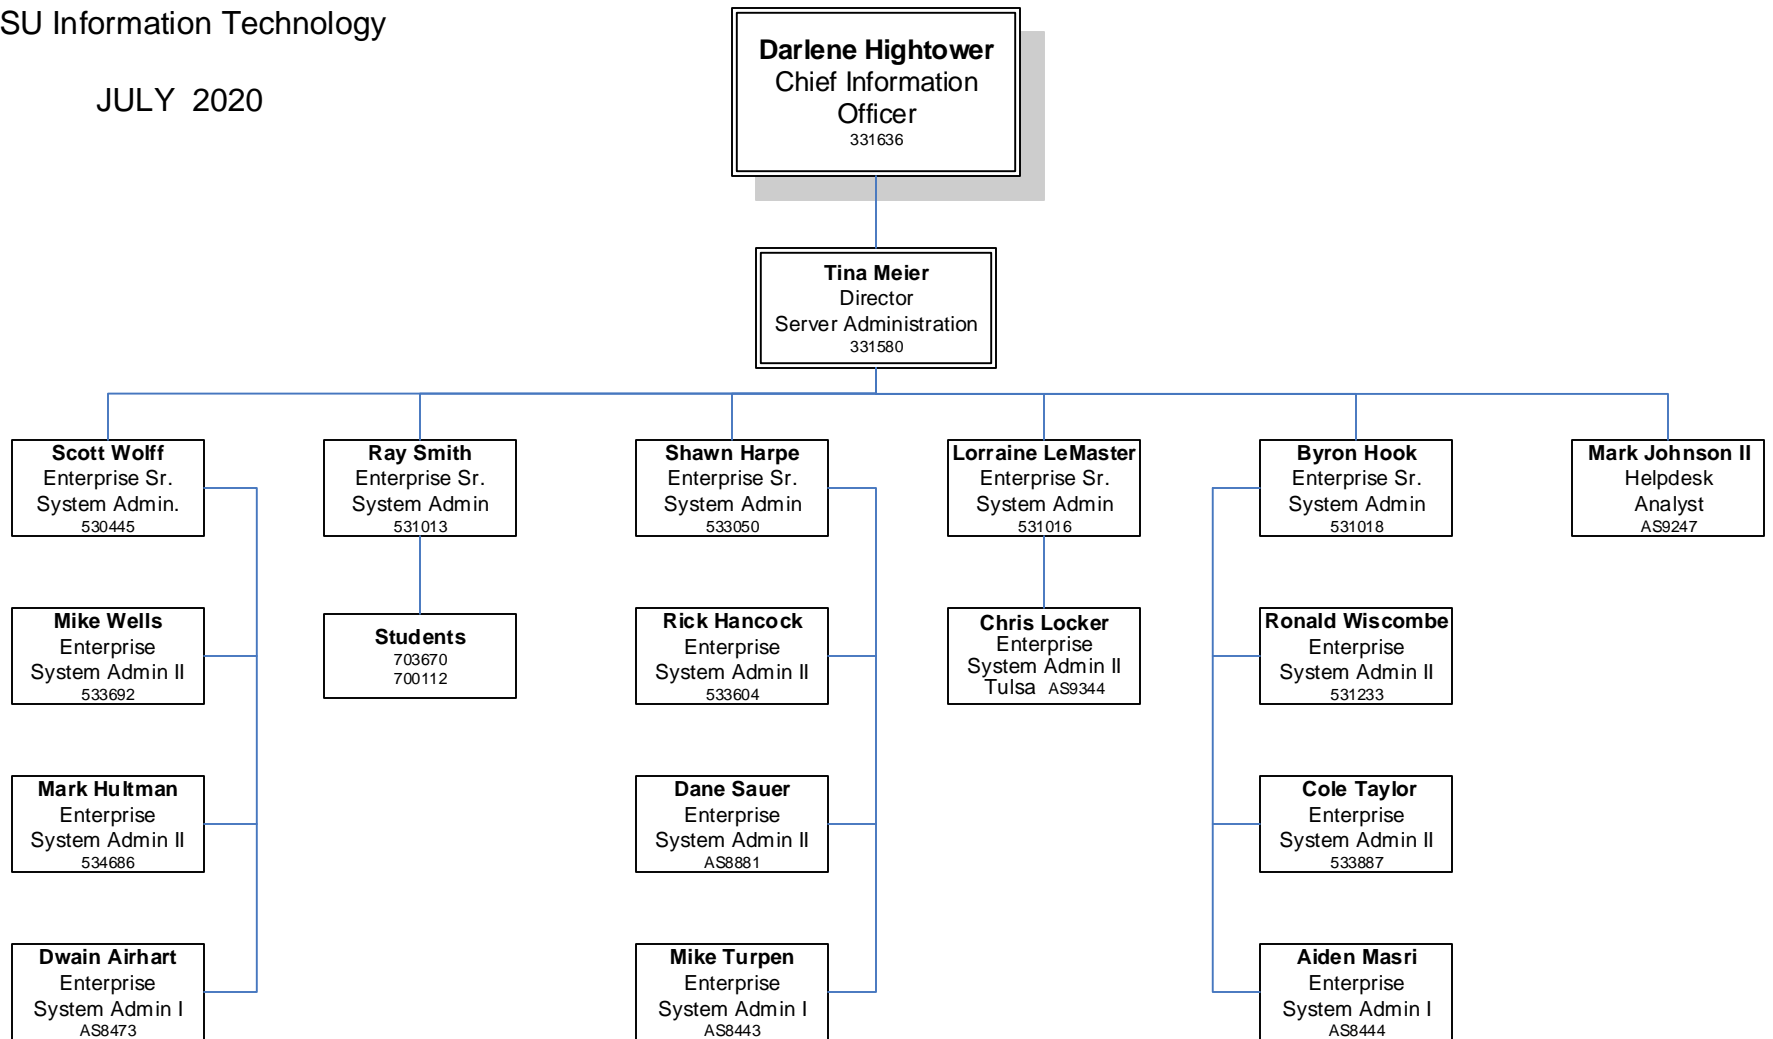 SU Information Technology
JULY 2020
Darlene Hightower
Chief Information
Officer
331636
Tina Meier
Director
Server Administration
331580
Scott Wolff
Enterprise Sr.
System Admin.
530445
Ray Smith
Enterprise Sr.
System Admin
531013
Shawn Harpe
Enterprise Sr.
System Admin
533050
Lorraine LeMaster
Enterprise Sr.
System Admin
531016
Byron Hook
Enterprise Sr.
System Admin
531018
Mark Johnson II
Helpdesk
Analyst
AS9247
Mike Wells
Enterprise
System Admin II
533692
Students
703670
700112
Rick Hancock
Enterprise
System Admin II
533604
Chris Locker
Enterprise
System Admin II
Tulsa AS9344
Ronald Wiscombe
Enterprise
System Admin II
531233
Mark Hultman
Enterprise
System Admin II
534686
Dane Sauer
Enterprise
System Admin II
AS8881
Cole Taylor
Enterprise
System Admin II
533887
Dwain Airhart
Enterprise
System Admin I
AS8473
Mike Turpen
Enterprise
System Admin I
AS8443
Aiden Masri
Enterprise
System Admin I
AS8444